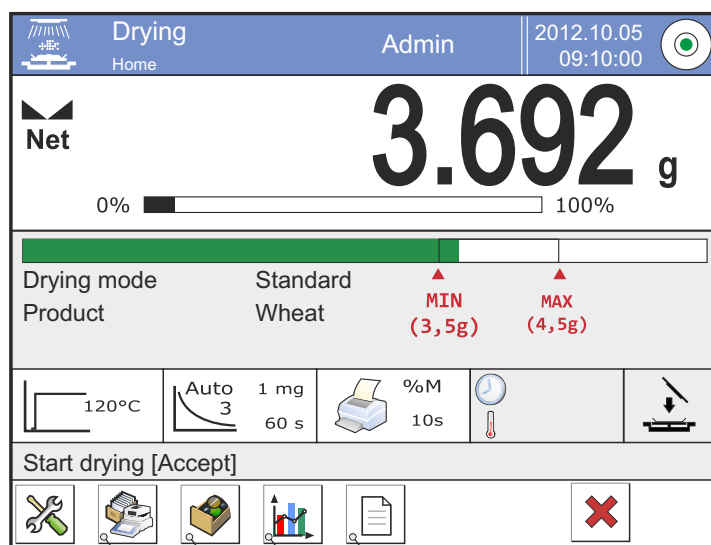 Drying
Home
Admin
2012.10.05
09:10:00
Net
3.692 g
0%
100%
Drying mode Standard
Product Wheat
MIN
(3,5g)
MAX
(4,5g)
120°C
Auto
3
1 mg
60 s
%M
10s
Start drying [Accept]